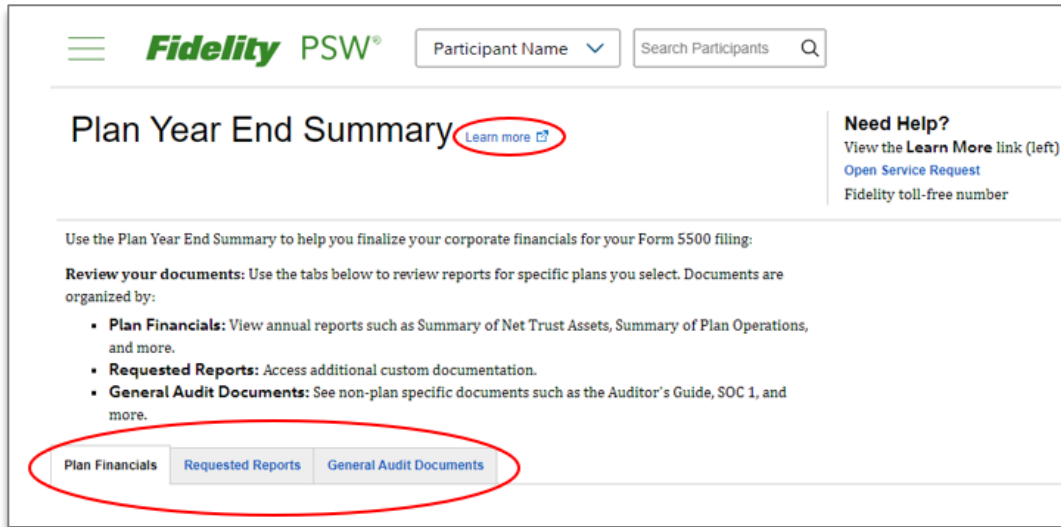 Fidelity PSW®
Participant Name
Search Participants
Plan Year End Summary Learn more
Need Help?
View the Learn More link (left)
Open Service Request
Fidelity toll-free number
Use the Plan Year End Summary to help you finalize your corporate financials for your Form 5500 filing:
Review your documents: Use the tabs below to review reports for specific plans you select. Documents are
organized by:
▪ Plan Financials: View annual reports such as Summary of Net Trust Assets, Summary of Plan Operations,
and more.
▪ Requested Reports: Access additional custom documentation.
▪ General Audit Documents: See non-plan specific documents such as the Auditor's Guide, SOC 1, and
more.
Plan Financials Requested Reports General Audit Documents